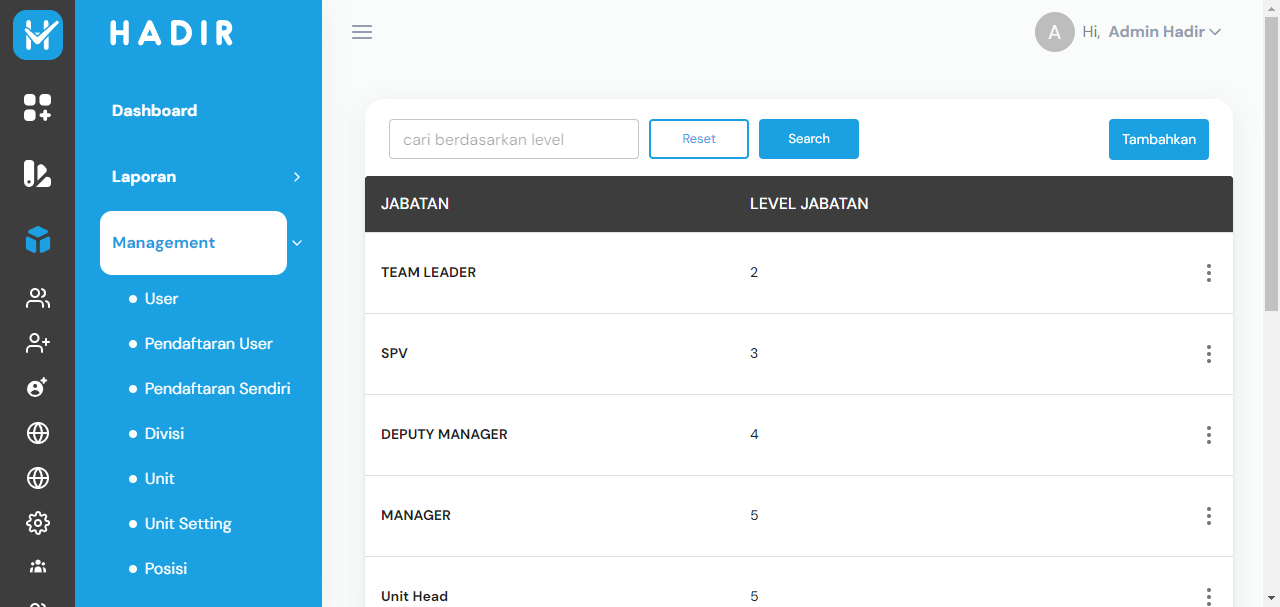 HADIR
Hi, Admin Hadir
A
Dashboard
Laporan
Management
User
Pendaftaran User
Pendaftaran Sendiri
Divisi
Unit
Unit Setting
Posisi
cari berdasarkan level
Reset
Search
Tambahkan
JABATAN LEVEL JABATAN
TEAM LEADER 2
SPV 3
DEPUTY MANAGER 4
MANAGER 5
Unit Head 5